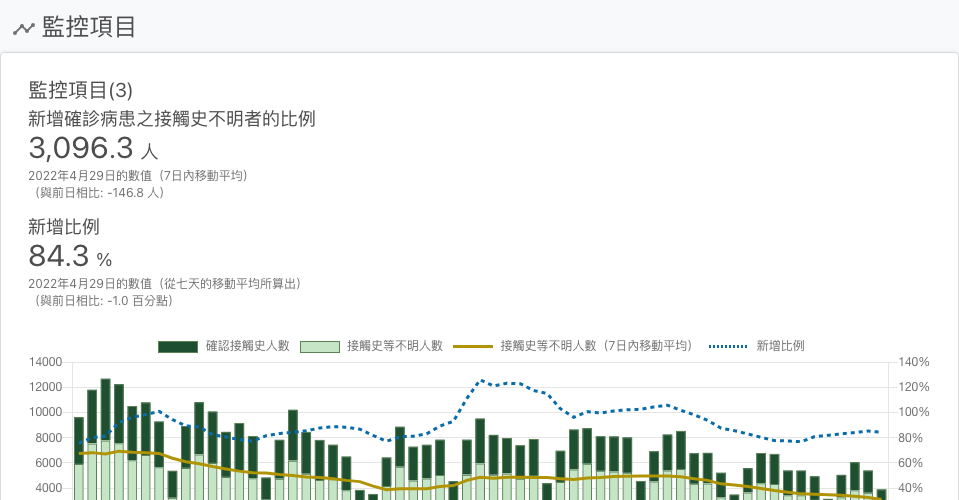 監控項目
監控項目(3)
新增確診病患之接觸史不明者的比例
3,096.3 人
2022年4月29日的數值（7日內移動平均）
（與前日相比: -146.8 人）
新增比例
84.3 %
2022年4月29日的數值（從七天的移動平均所算出）
（與前日相比: -1.0 百分點）
確認接觸史人數 接觸史等不明人數 接觸史等不明人數（7日內移動平均） 新增比例
14000 140%
12000 120%
10000 100%
8000 80%
6000 60%
4000 40%